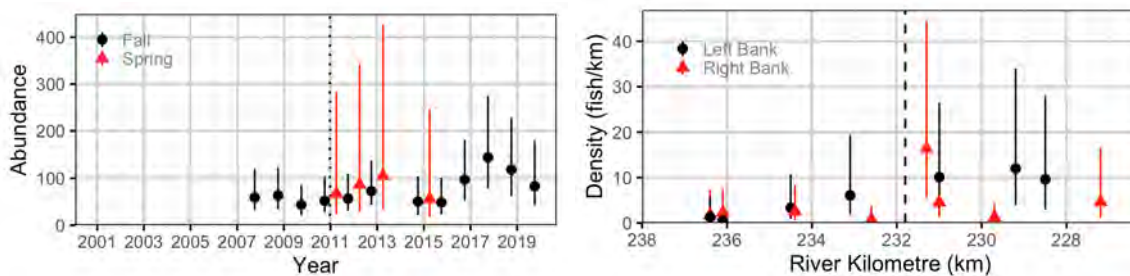 Abundance
400
300
200
100
0
Fall
Spring
2001 2003 2005 2007 2009 2011 2013 2015 2017 2019
Year
Density (fish/km)
40
30
20
10
0
Left Bank
Right Bank
238 236 234 232 230 228
River Kilometre (km)